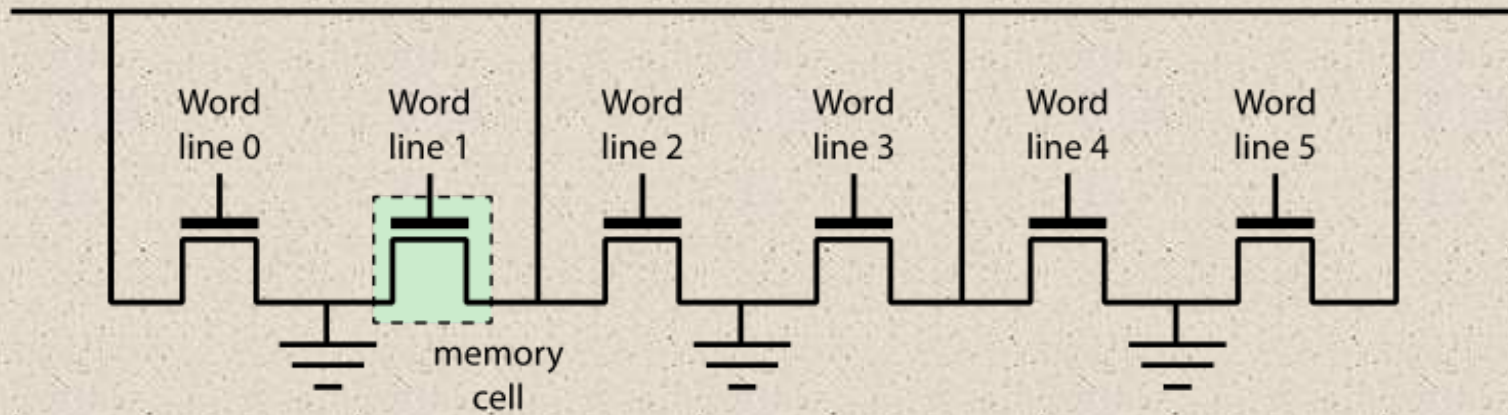 Word
line 0
Word
line 1
Word
line 2
Word
line 3
Word
line 4
Word
line 5
memory
cell